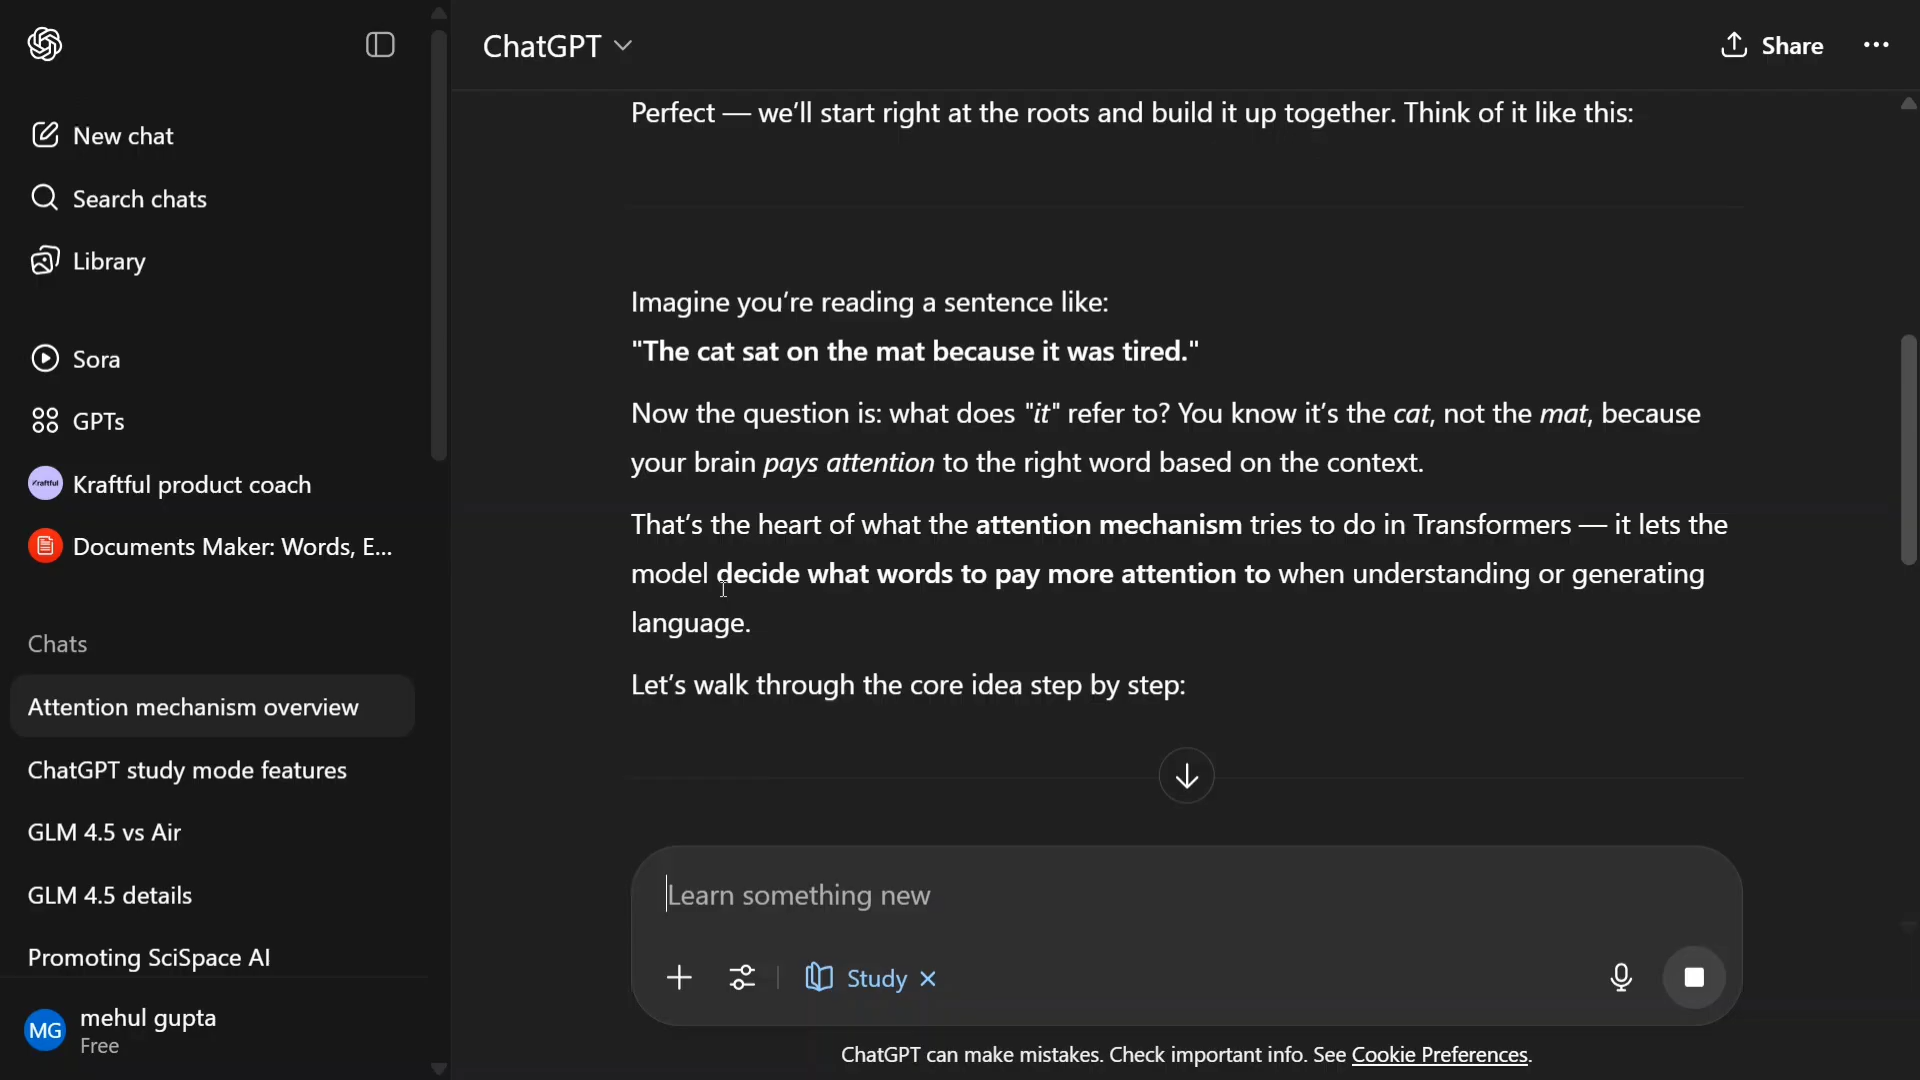 ChatGPT
Share
New chat
Search chats
Library
Sora
GPTs
Kraftful
Kraftful product coach
Documents Maker: Words, E...
Chats
Attention mechanism overview
ChatGPT study mode features
GLM 4.5 vs Air
GLM 4.5 details
Promoting SciSpace AI
MG
mehul gupta
Free
Perfect — we’ll start right at the roots and build it up together. Think of it like this:
Imagine you’re reading a sentence like:
"The cat sat on the mat because it was tired."
Now the question is: what does "it" refer to? You know it’s the cat, not the mat, because
your brain pays attention to the right word based on the context.
That’s the heart of what the attention mechanism tries to do in Transformers — it lets the
model decide what words to pay more attention to when understanding or generating
language.
Let’s walk through the core idea step by step:
Learn something new
Study
ChatGPT can make mistakes. Check important info. See Cookie Preferences.